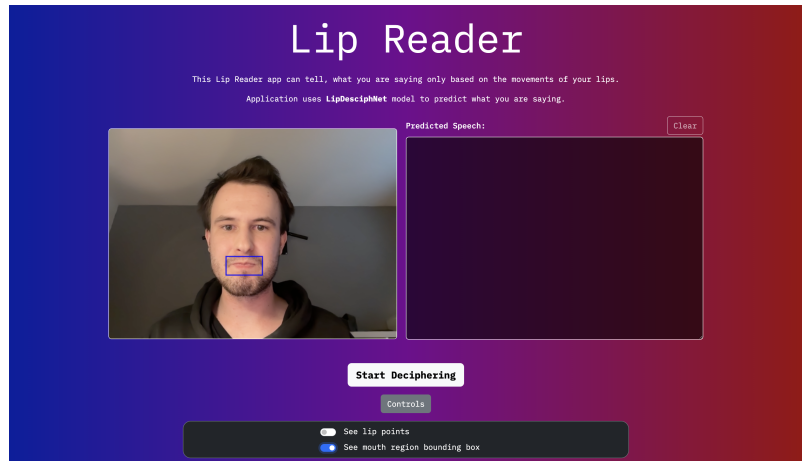 Lip Reader
This Lip Reader app can tell, what you are saying only based on the movements of your lips.
Application uses LipDesciphNet model to predict what you are saying.
Predicted Speech:
Clear
Start Deciphering
Controls
See lip points
See mouth region bounding box